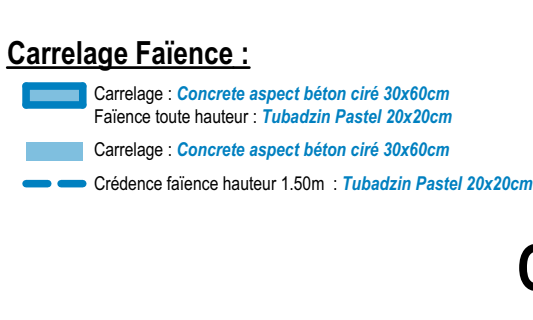 Carrelage Faïence :
Carrelage : Concrete aspect béton ciré 30x60cm
Faïence toute hauteur : Tubadzin Pastel 20x20cm
Carrelage : Concrete aspect béton ciré 30x60cm
Crédence faïence hauteur 1.50m : Tubadzin Pastel 20x20cm